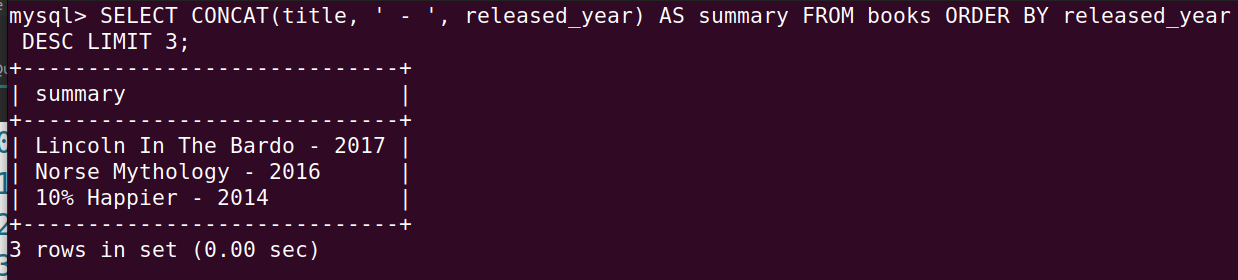 mysql> SELECT CONCAT(title, ' - ', released_year) AS summary FROM books ORDER BY released_year
 DESC LIMIT 3;
+-----------------------------+
| summary                     |
+-----------------------------+
| Lincoln In The Bardo - 2017 |
| Norse Mythology - 2016      |
| 10% Happier - 2014          |
+-----------------------------+
3 rows in set (0.00 sec)